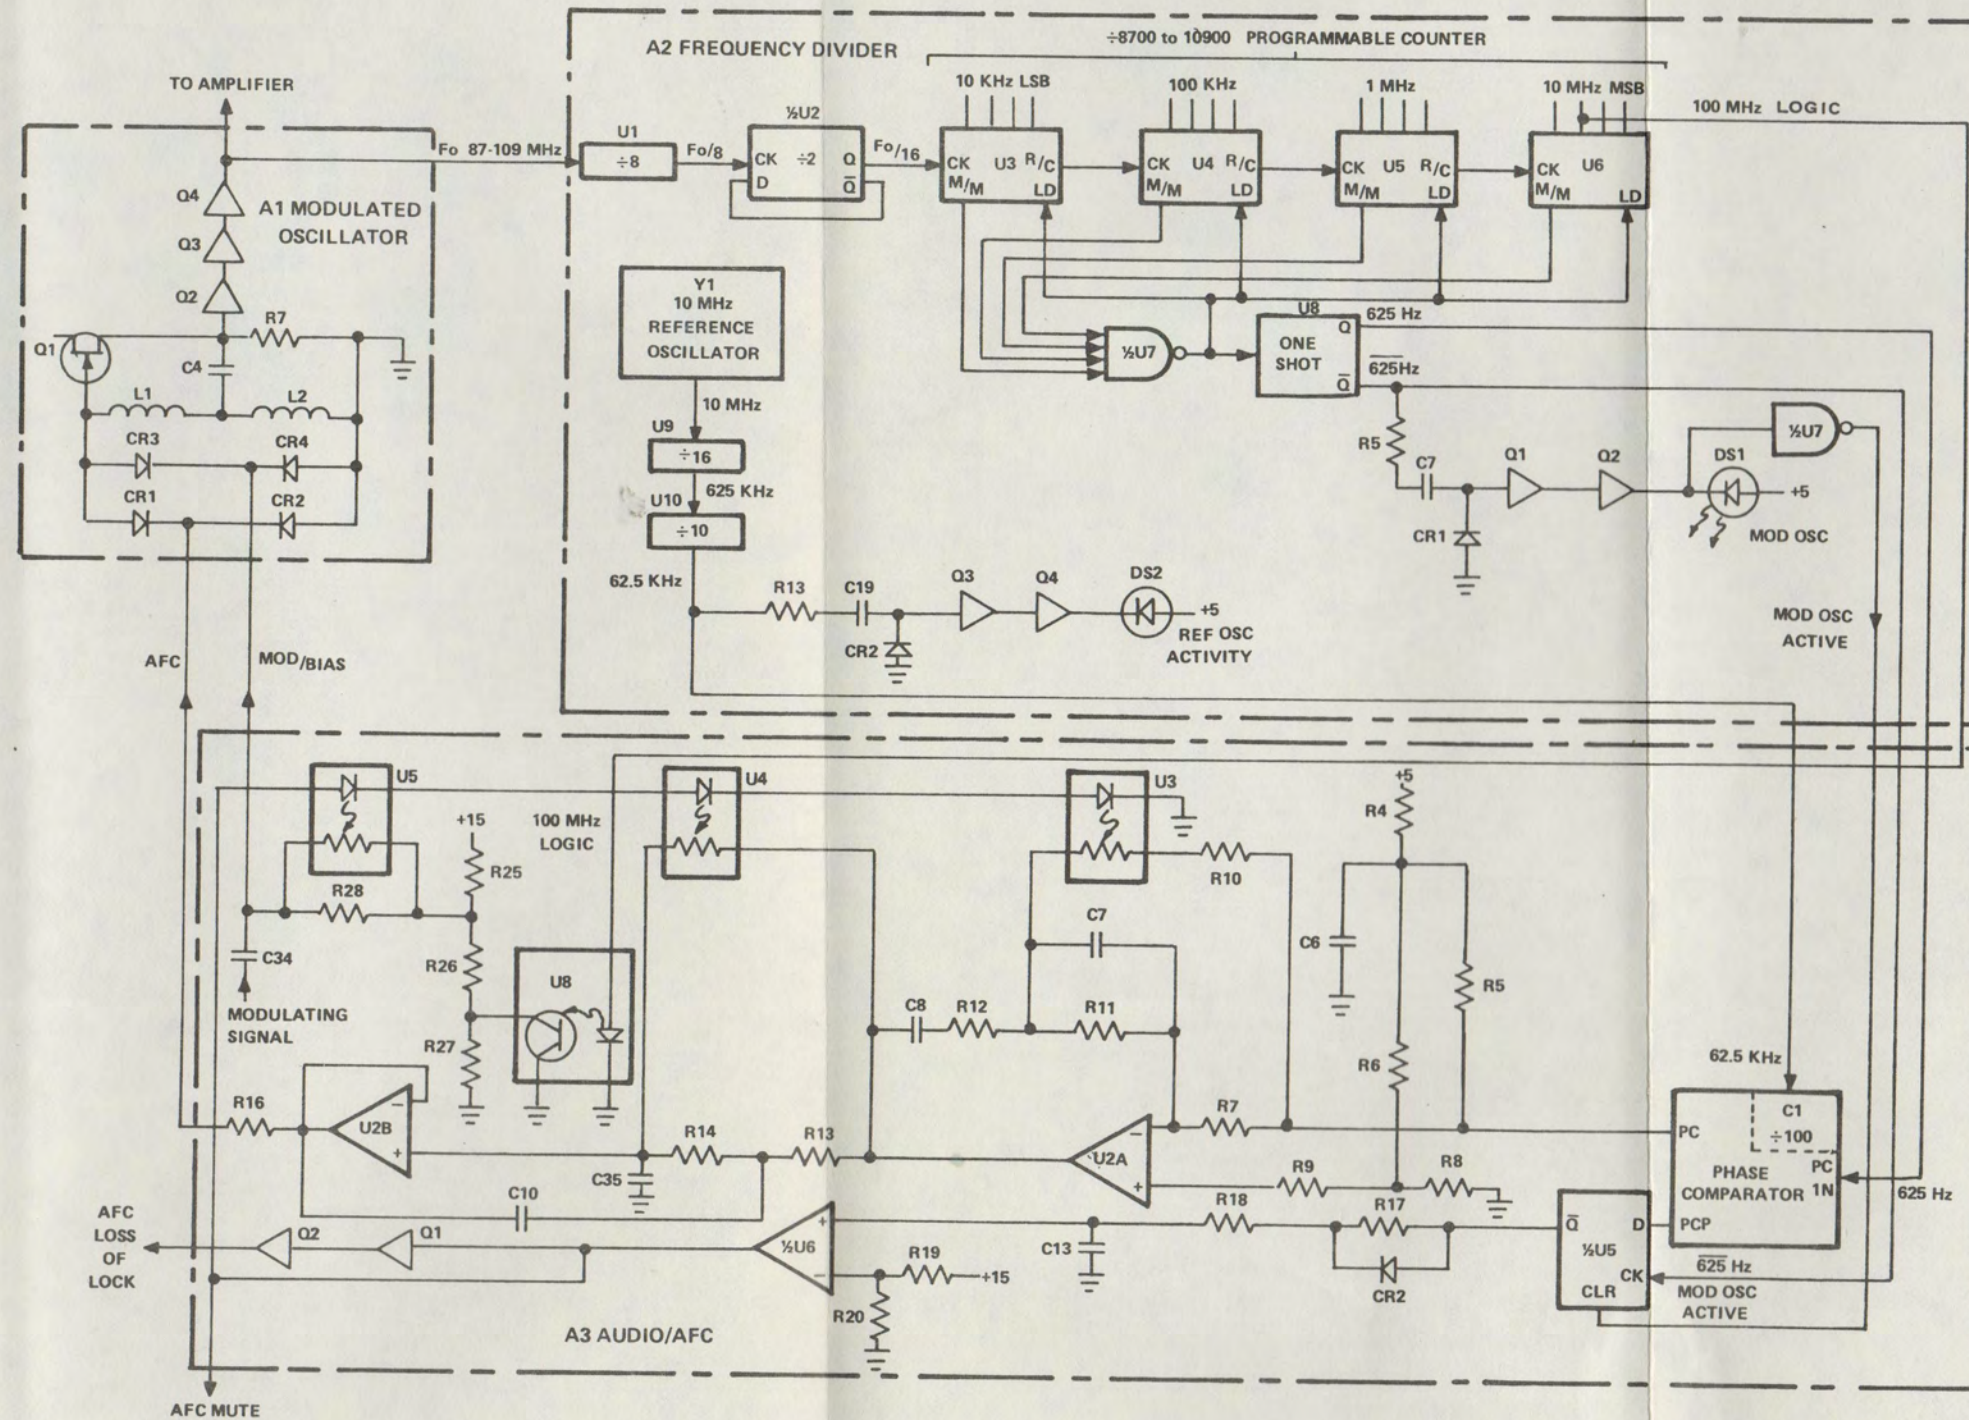 A2 FREQUENCY DIVIDER
÷8700 to 10900 PROGRAMMABLE COUNTER
TO AMPLIFIER
10 KHz LSB
100 KHz
1 MHz
10 MHz MSB
100 MHz LOGIC
½U2
U1
÷8
Fo 87-109 MHz
Fo/8
CK ÷2 Q
D Q̅
Fo/16
CK U3 R/C
M/M LD
CK U4 R/C
M/M LD
CK U5 R/C
M/M LD
CK U6
M/M LD
Q4
A1 MODULATED
OSCILLATOR
Q3
Q2
R7
Q1
C4
L1
L2
CR3
CR4
CR1
CR2
Y1
10 MHz
REFERENCE
OSCILLATOR
10 MHz
U9
÷16
625 KHz
U10
÷10
62.5 KHz
½U7
U8
Q
ONE
SHOT
Q̅
625 Hz
6̅2̅5̅Hz
R5
C7
Q1
Q2
CR1
½U7
DS1
+5
MOD OSC
R13
C19
CR2
Q3
Q4
DS2
+5
REF OSC
ACTIVITY
MOD OSC
ACTIVE
AFC
MOD/BIAS
U5
U4
U3
+5
R4
+15
100 MHz
LOGIC
R25
R28
R10
C7
C6
R5
C34
R26
U8
MODULATING
SIGNAL
R27
C8
R12
R11
R6
62.5 KHz
R16
U2B
-
+
R14
R13
C35
C10
U2A
-
+
R7
R9
R8
C1
÷100
PC
PHASE
COMPARATOR
PC
1N
PCP
625 Hz
AFC
LOSS
OF
LOCK
Q2
Q1
½U6
+
-
R18
R17
C13
R19
+15
R20
CR2
Q̅ D
½U5
CK
CLR
6̅2̅5̅ Hz
MOD OSC
ACTIVE
A3 AUDIO/AFC
AFC MUTE